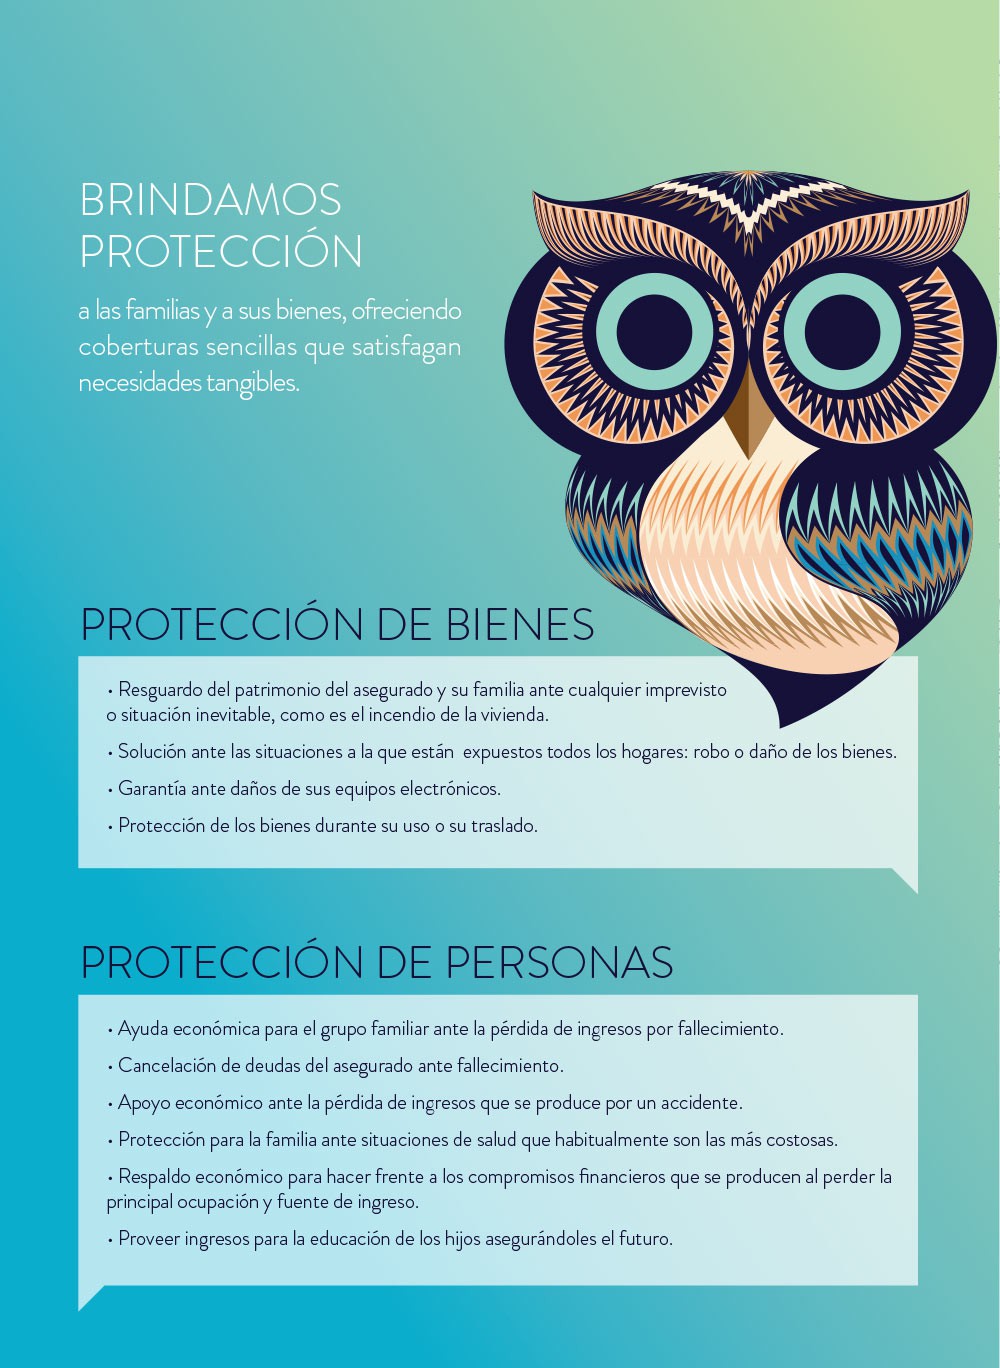 BRINDAMOS
PROTECCIÓN
a las familias y a sus bienes, ofreciendo
coberturas sencillas que satisfagan
necesidades tangibles.
PROTECCIÓN DE BIENES
• Resguardo del patrimonio del asegurado y su familia ante cualquier imprevisto
o situación inevitable, como es el incendio de la vivienda.
• Solución ante las situaciones a la que están  expuestos todos los hogares: robo o daño de los bienes.
• Garantía ante daños de sus equipos electrónicos.
• Protección de los bienes durante su uso o su traslado.
PROTECCIÓN DE PERSONAS
• Ayuda económica para el grupo familiar ante la pérdida de ingresos por fallecimiento.
• Cancelación de deudas del asegurado ante fallecimiento.
• Apoyo económico ante la pérdida de ingresos que se produce por un accidente.
• Protección para la familia ante situaciones de salud que habitualmente son las más costosas.
• Respaldo económico para hacer frente a los compromisos financieros que se producen al perder la
principal ocupación y fuente de ingreso.
• Proveer ingresos para la educación de los hijos asegurándoles el futuro.